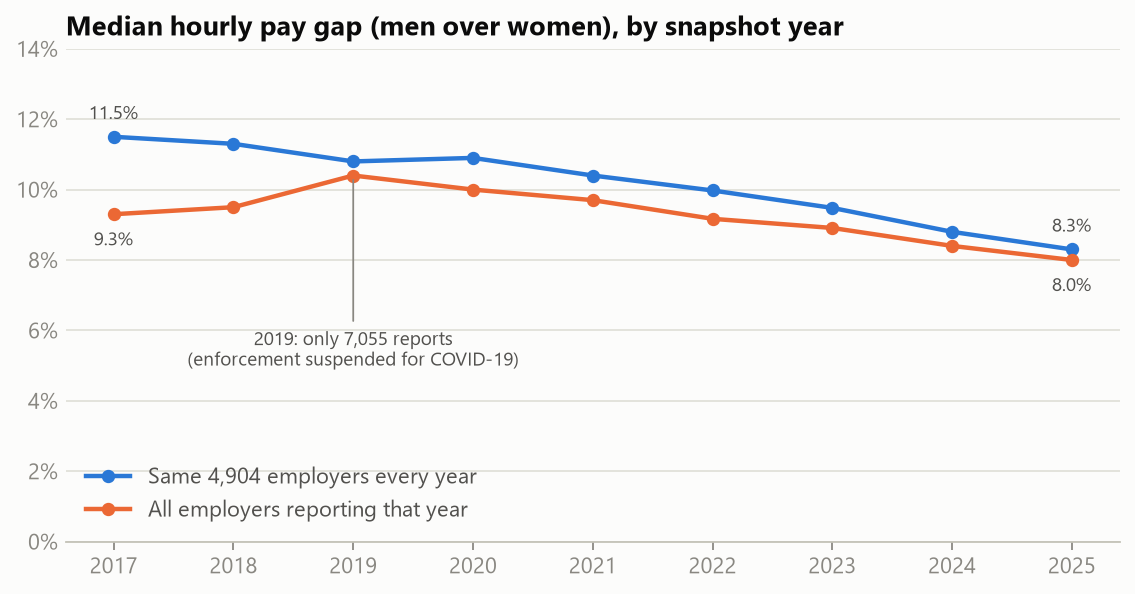 Median hourly pay gap (men over women), by snapshot year
14%
12%
10%
8%
6%
4%
2%
0%
11.5%
9.3%
8.3%
8.0%
2019: only 7,055 reports
(enforcement suspended for COVID-19)
Same 4,904 employers every year
All employers reporting that year
2017 2018 2019 2020 2021 2022 2023 2024 2025